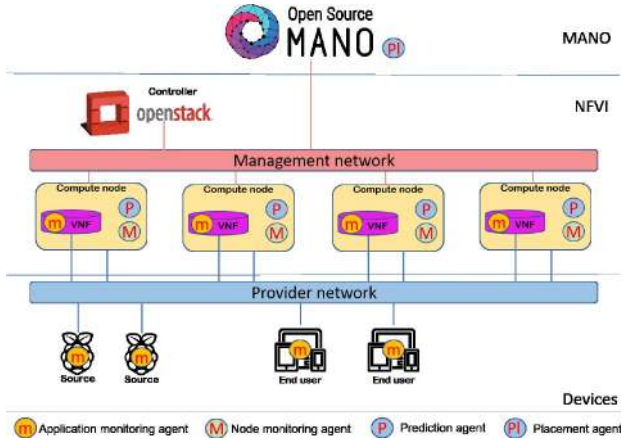 Open Source
MANO Pl
MANO
Controller
openstack
NFVI
Management network
Compute node Compute node Compute node Compute node
P P P P
m VNF m VNF m VNF m VNF
M M M M
Provider network
m m m m
Source Source End user End user
Devices
m Application monitoring agent M Node monitoring agent P Prediction agent Pl Placement agent